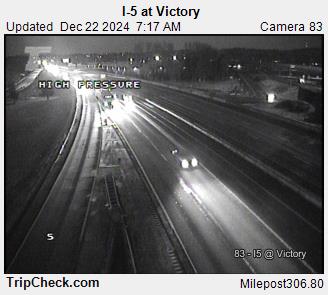 I-5 at Victory
Updated Dec 22 2024 7:17 AM Camera 83
HIGH PRESSURE
S
83 - I5 @ Victory
TripCheck.com Milepost306.80